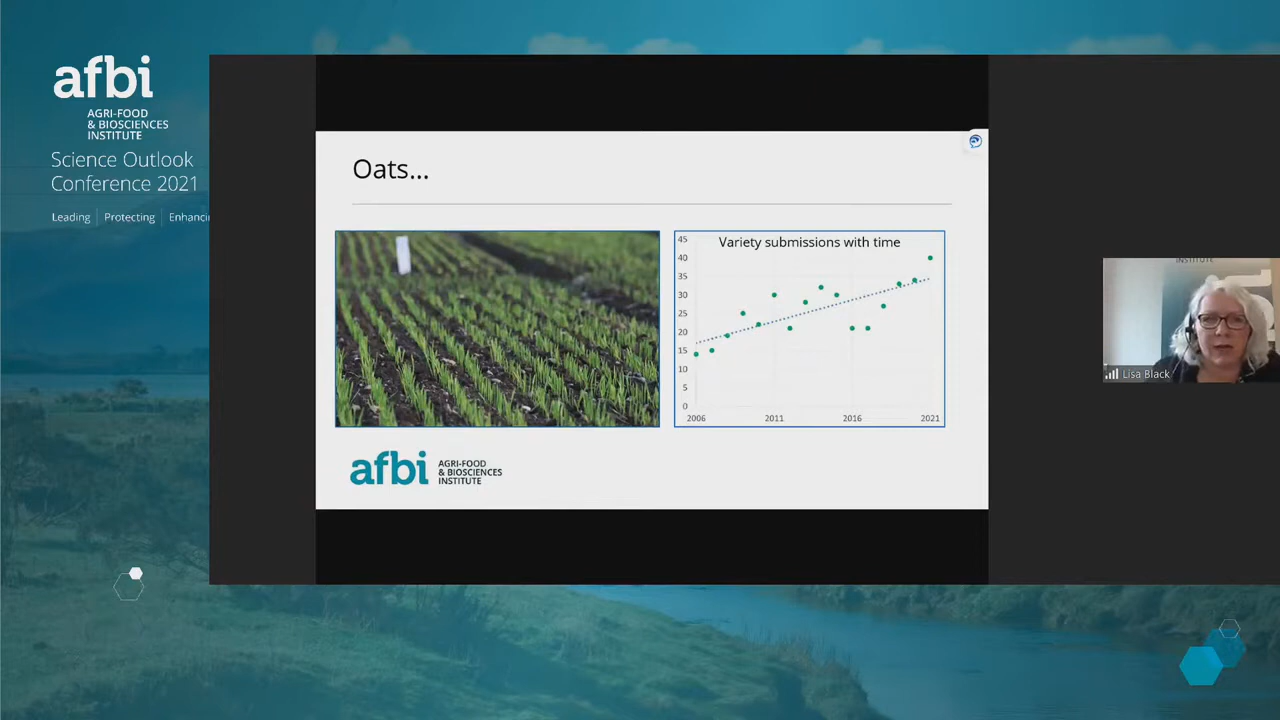 afbi
AGRI-FOOD
& BIOSCIENCES
INSTITUTE
Science Outlook
Conference 2021
Leading
Protecting
Oats...
Variety submissions with time
45
40
35
30
25
20
15
10
5
0
2006
2011
2016
2021
afbi
AGRI-FOOD
& BIOSCIENCES
INSTITUTE
INSTITUTE
Lisa Black